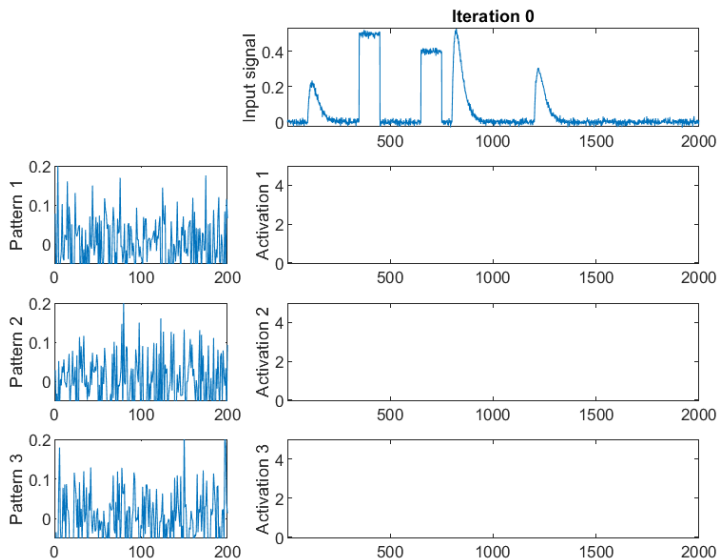 Iteration 0
Input signal
0.4
0.2
0
500 1000 1500 2000
Pattern 1
0.2
0.1
0
0 100 200
Activation 1
4
2
0
500 1000 1500 2000
Pattern 2
0.2
0.1
0
0 100 200
Activation 2
4
2
0
500 1000 1500 2000
Pattern 3
0.2
0.1
0
0 100 200
Activation 3
4
2
0
500 1000 1500 2000